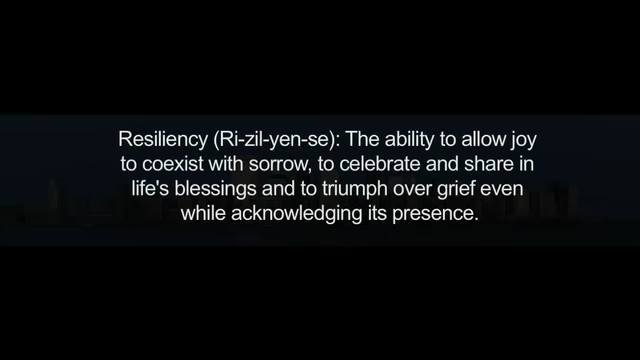 Resiliency (Ri-zil-yen-se): The ability to allow joy
to coexist with sorrow, to celebrate and share in
life's blessings and to triumph over grief even
while acknowledging its presence.